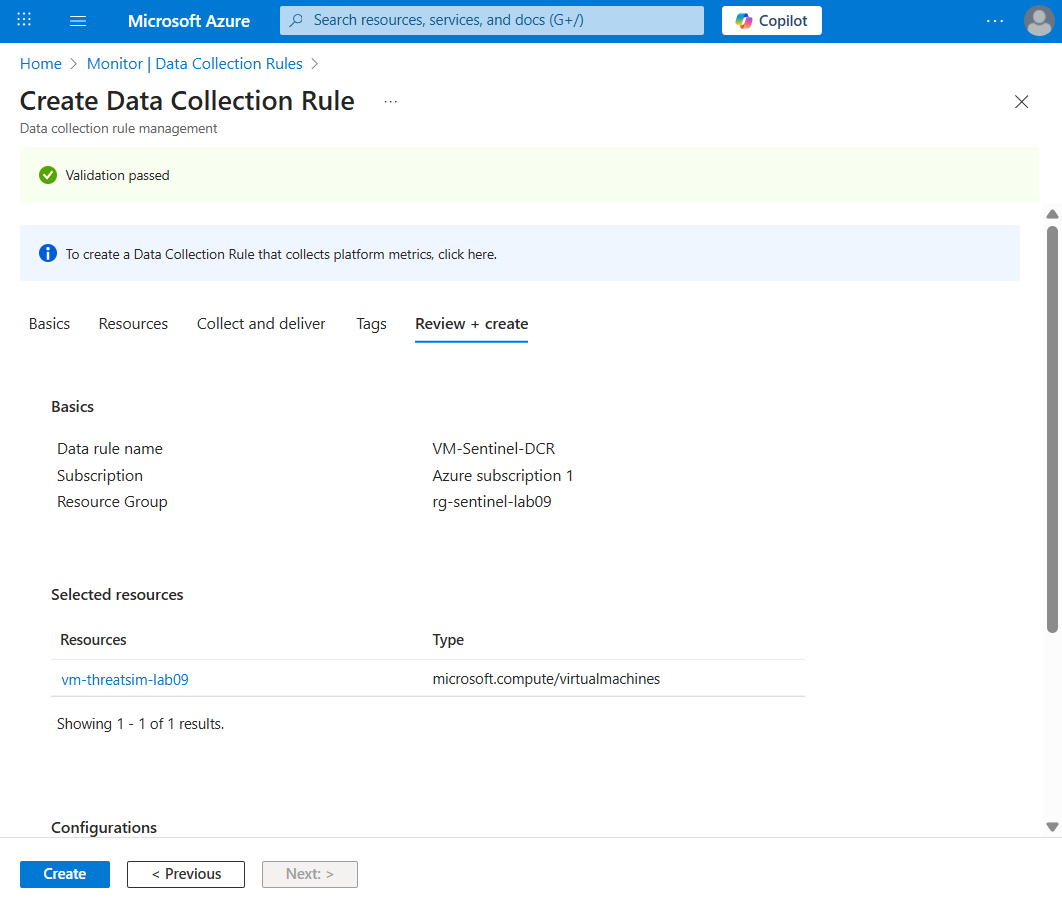 Microsoft Azure
Search resources, services, and docs (G+/)
Copilot
...
Home > Monitor | Data Collection Rules >
Create Data Collection Rule ...
Data collection rule management
Validation passed
To create a Data Collection Rule that collects platform metrics, click here.
Basics Resources Collect and deliver Tags Review + create
Basics
Data rule name VM-Sentinel-DCR
Subscription Azure subscription 1
Resource Group rg-sentinel-lab09
Selected resources
Resources Type
vm-threatsim-lab09 microsoft.compute/virtualmachines
Showing 1 - 1 of 1 results.
Configurations
Create < Previous Next: >